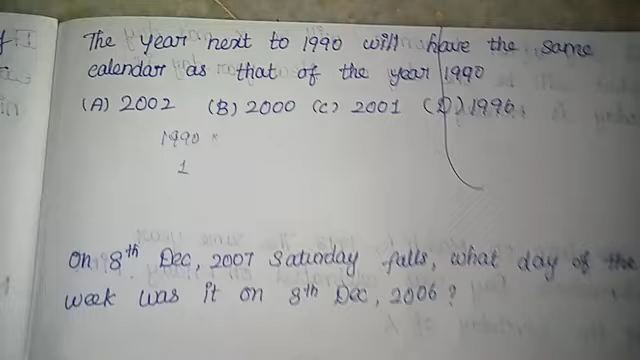 The year next to 1990 will have the same
calendar as that of the year 1990
(A) 2002 (B) 2000 (C) 2001 (D) 1996
1990 ×
1
On 8th Dec, 2007 Saturday falls, what day of the
week was it on 8th Dec, 2006?